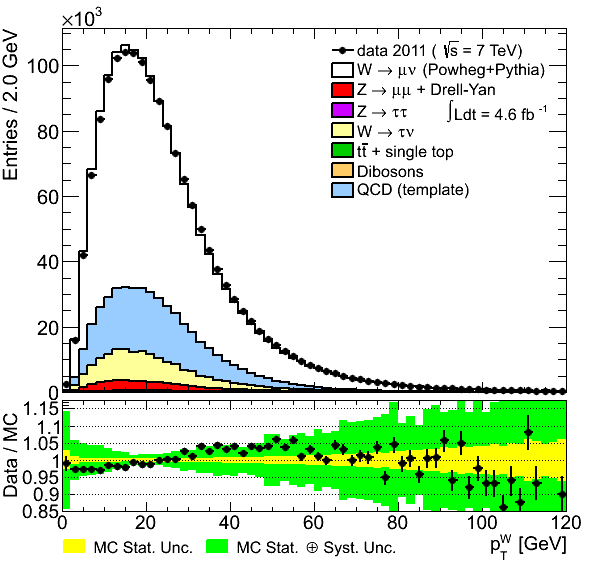 ×10³
Entries / 2.0 GeV
100
80
60
40
20
0
data 2011 ( √s = 7 TeV)
W → μν (Powheg+Pythia)
Z → μμ + Drell-Yan
Z → ττ ∫Ldt = 4.6 fb⁻¹
W → τν
tt̅ + single top
Dibosons
QCD (template)
Data / MC
1.15
1.1
1.05
1
0.95
0.9
0.85
0 20 40 60 80 100 120
MC Stat. Unc. MC Stat. ⊕ Syst. Unc. p_T^W [GeV]